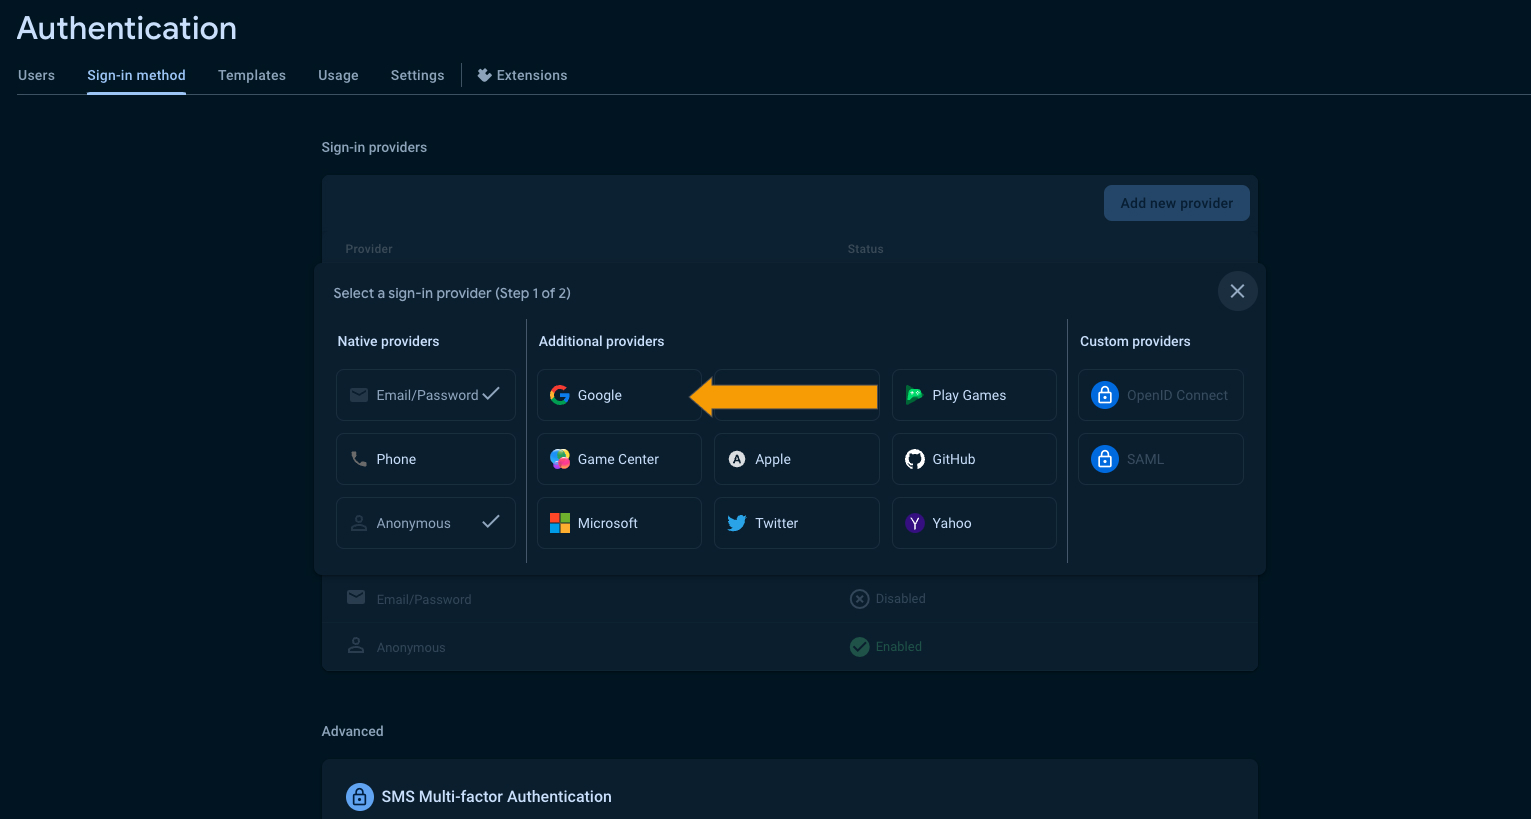 Authentication
Users Sign-in method Templates Usage Settings Extensions
Sign-in providers
Add new provider
Provider Status
Select a sign-in provider (Step 1 of 2)
Native providers Additional providers Custom providers
Email/Password Google Play Games OpenID Connect
Phone Game Center Apple GitHub SAML
Anonymous Microsoft Twitter Yahoo
Email/Password Disabled
Anonymous Enabled
Advanced
SMS Multi-factor Authentication